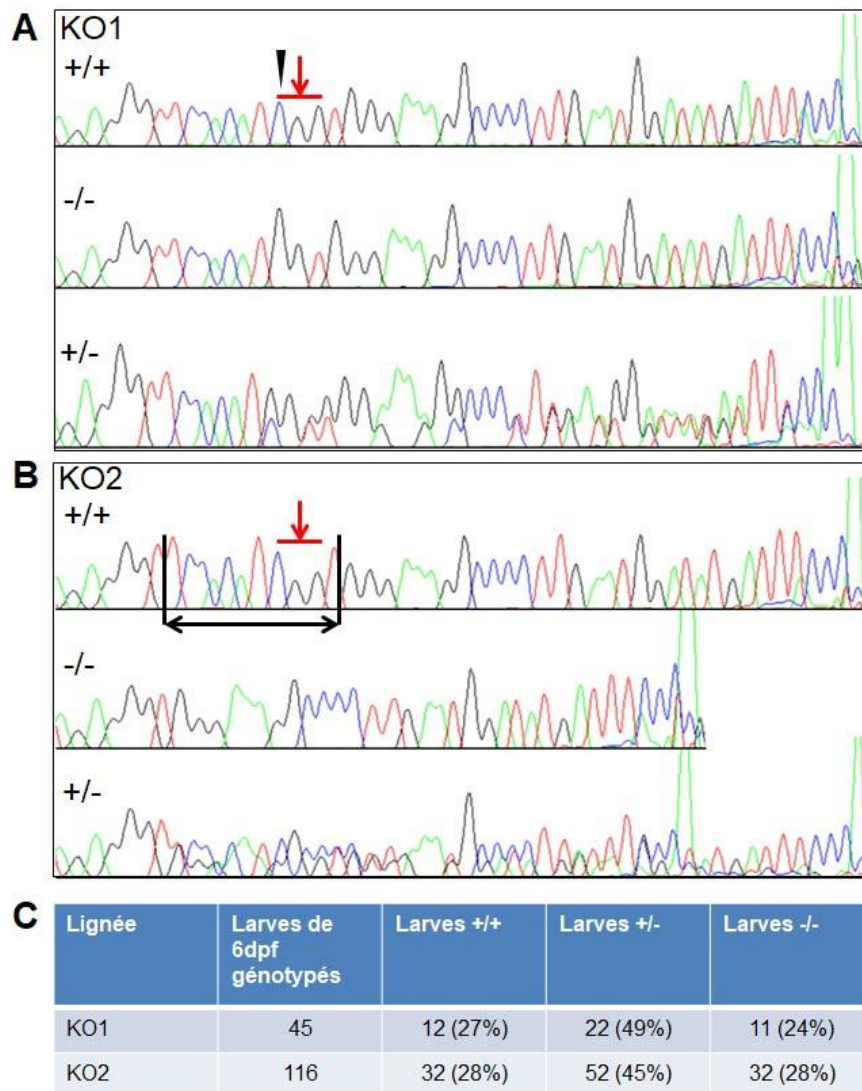 A
KO1
+/+
-/-
+/-
B
KO2
+/+
-/-
+/-
C
Lignée Larves de 6dpf génotypés Larves +/+ Larves +/- Larves -/-
KO1 45 12 (27%) 22 (49%) 11 (24%)
KO2 116 32 (28%) 52 (45%) 32 (28%)